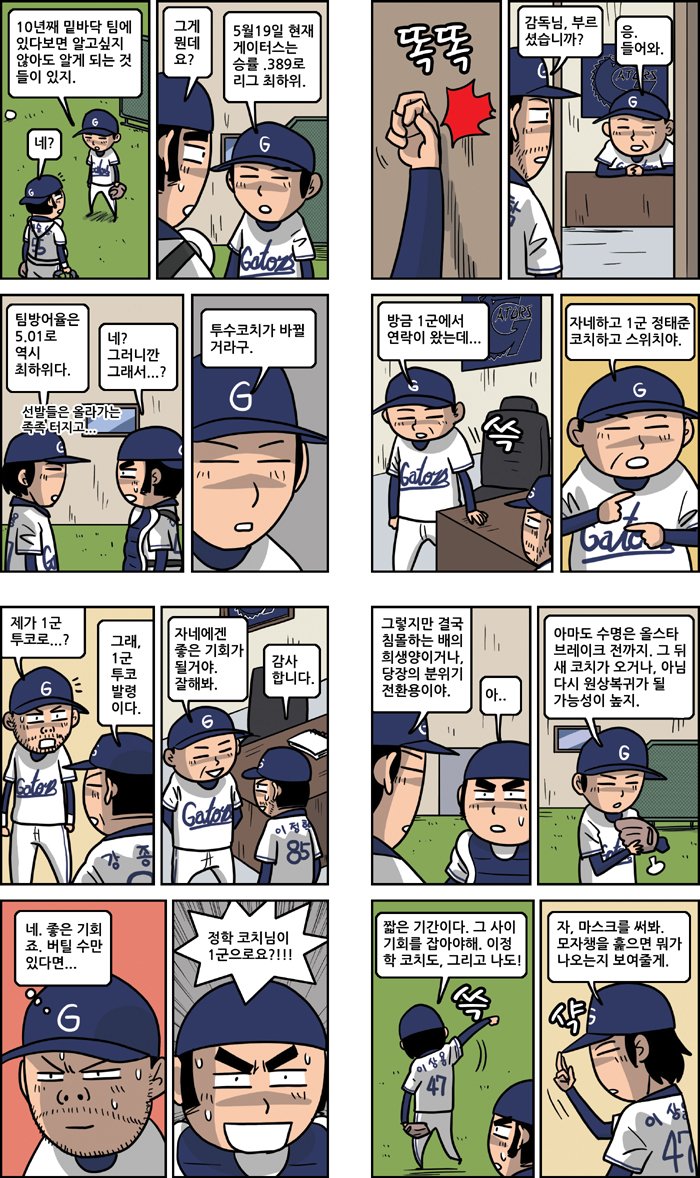 10년째 밑바닥 팀에
있다보면 알고싶지
않아도 알게 되는 것
들이 있지.
G
Gators
네?
G
그게
뭔데
요?
5월19일 현재
게이터스는
승률 .389로
리그 최하위.
G
Gators
팀방어율은
5.01로
역시
최하위다.
선발들은 올라가는
족족 터지고...
네?
그러니깐
그래서...?
투수코치가 바뀔
거라구.
G
똑똑
감독님, 부르
셨습니까?
응.
들어와.
ATORS
G
방금 1군에서
연락이 왔는데...
ATORS
G
Gators
쓱
자네하고 1군 정태준
코치하고 스위치야.
G
제가 1군
투코로...?
G
Gators
그래,
1군
투코
발령
이다.
자네에겐
좋은 기회가
될거야.
잘해봐.
G
Gators
감사
합니다.
85
네. 좋은 기회
죠. 버틸 수만
있다면...
G
정학 코치님이
1군으로요?!!!
그렇지만 결국
침몰하는 배의
희생양이거나,
당장의 분위기
전환용이야.
아..
아마도 수명은 올스타
브레이크 전까지. 그 뒤
새 코치가 오거나, 아님
다시 원상복귀가 될
가능성이 높지.
G
짧은 기간이다. 그 사이
기회를 잡아야해. 이정
학 코치도, 그리고 나도!
쓱
이상용
47
자, 마스크를 써봐.
모자챙을 훑으면 뭐가
나오는지 보여줄게.
샥
G
이상용
47